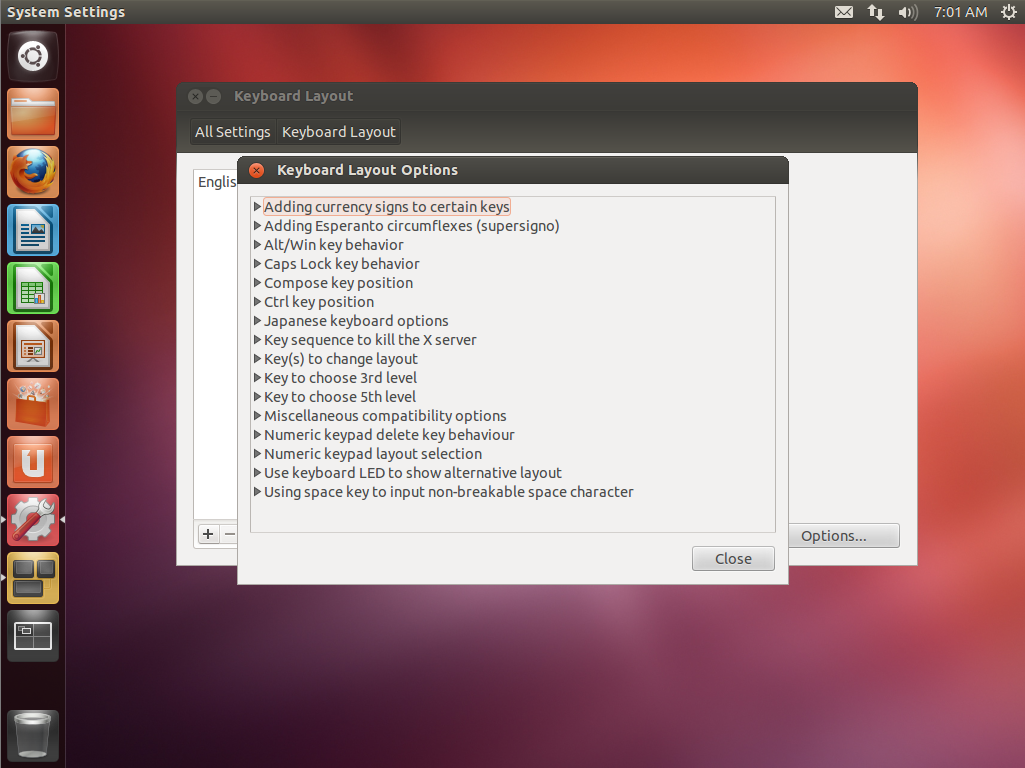 System Settings
7:01 AM
Keyboard Layout
All Settings Keyboard Layout
Keyboard Layout Options
Englis
Adding currency signs to certain keys
Adding Esperanto circumflexes (supersigno)
Alt/Win key behavior
Caps Lock key behavior
Compose key position
Ctrl key position
Japanese keyboard options
Key sequence to kill the X server
Key(s) to change layout
Key to choose 3rd level
Key to choose 5th level
Miscellaneous compatibility options
Numeric keypad delete key behaviour
Numeric keypad layout selection
Use keyboard LED to show alternative layout
Using space key to input non-breakable space character
Options...
Close